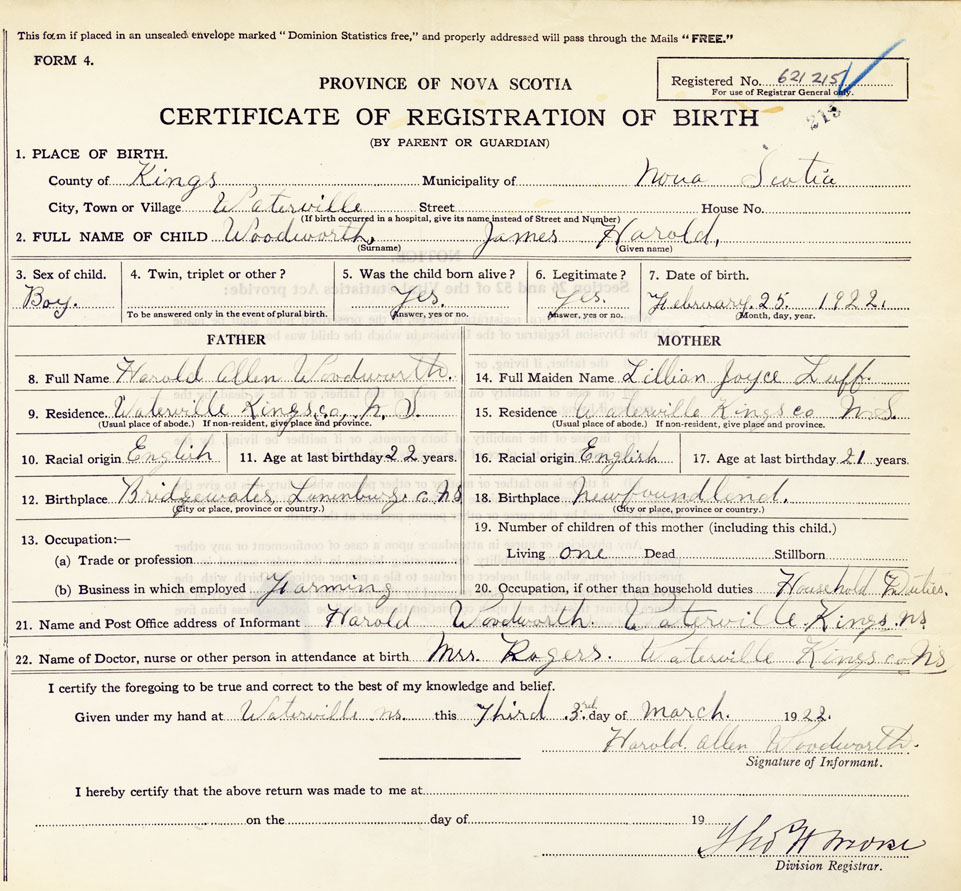 This form if placed in an unsealed envelope marked "Dominion Statistics free," and properly addressed will pass through the Mails "FREE."
FORM 4.
Registered No. 621 215
For use of Registrar General only.
215
PROVINCE OF NOVA SCOTIA
CERTIFICATE OF REGISTRATION OF BIRTH
(BY PARENT OR GUARDIAN)
1. PLACE OF BIRTH.
County of Kings Municipality of Nova Scotia
City, Town or Village Waterville Street House No.
(If birth occurred in a hospital, give its name instead of Street and Number)
2. FULL NAME OF CHILD Woodworth, James Harold,
(Surname) (Given name)
3. Sex of child. 4. Twin, triplet or other? 5. Was the child born alive? 6. Legitimate? 7. Date of birth.
Boy. Yes. Yes. February. 25. 1922.
To be answered only in the event of plural birth. Answer, yes or no. Answer, yes or no. Month, day, year.
FATHER MOTHER
8. Full Name Harold Allen Woodworth. 14. Full Maiden Name Lillian Joyce Luff.
9. Residence. Waterville Kings, co, N. S. 15. Residence Waterville Kings co N.S.
(Usual place of abode.) If non-resident, give place and province. (Usual place of abode.) If non-resident, give place and province.
10. Racial origin English 11. Age at last birthday 22 years. 16. Racial origin English 17. Age at last birthday 21 years.
12. Birthplace Bridgewater Lunenburg. co NS 18. Birthplace Newfoundland.
(City or place, province or country.) (City or place, province or country.)
13. Occupation:— 19. Number of children of this mother (including this child.)
(a) Trade or profession Living one Dead Stillborn
(b) Business in which employed Farming 20. Occupation, if other than household duties Household Duties.
21. Name and Post Office address of Informant Harold Woodworth. Waterville Kings. ns
22. Name of Doctor, nurse or other person in attendance at birth Mrs. Rogers. Waterville Kings co. NS
I certify the foregoing to be true and correct to the best of my knowledge and belief.
Given under my hand at Waterville ns. this Third 3rd. day of March. 1922.
Harold Allen Woodworth.
Signature of Informant.
I hereby certify that the above return was made to me at
on the day of 19
Division Registrar.